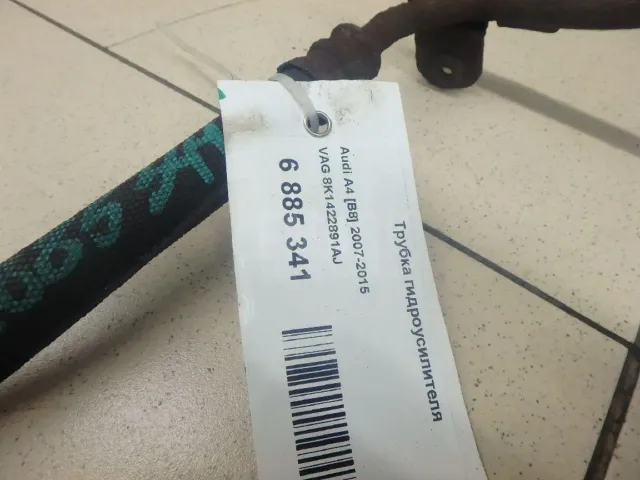 Трубка гидроусилителя
Audi A4 [B8] 2007-2015
VAG 8K1422891AJ
6 885 341